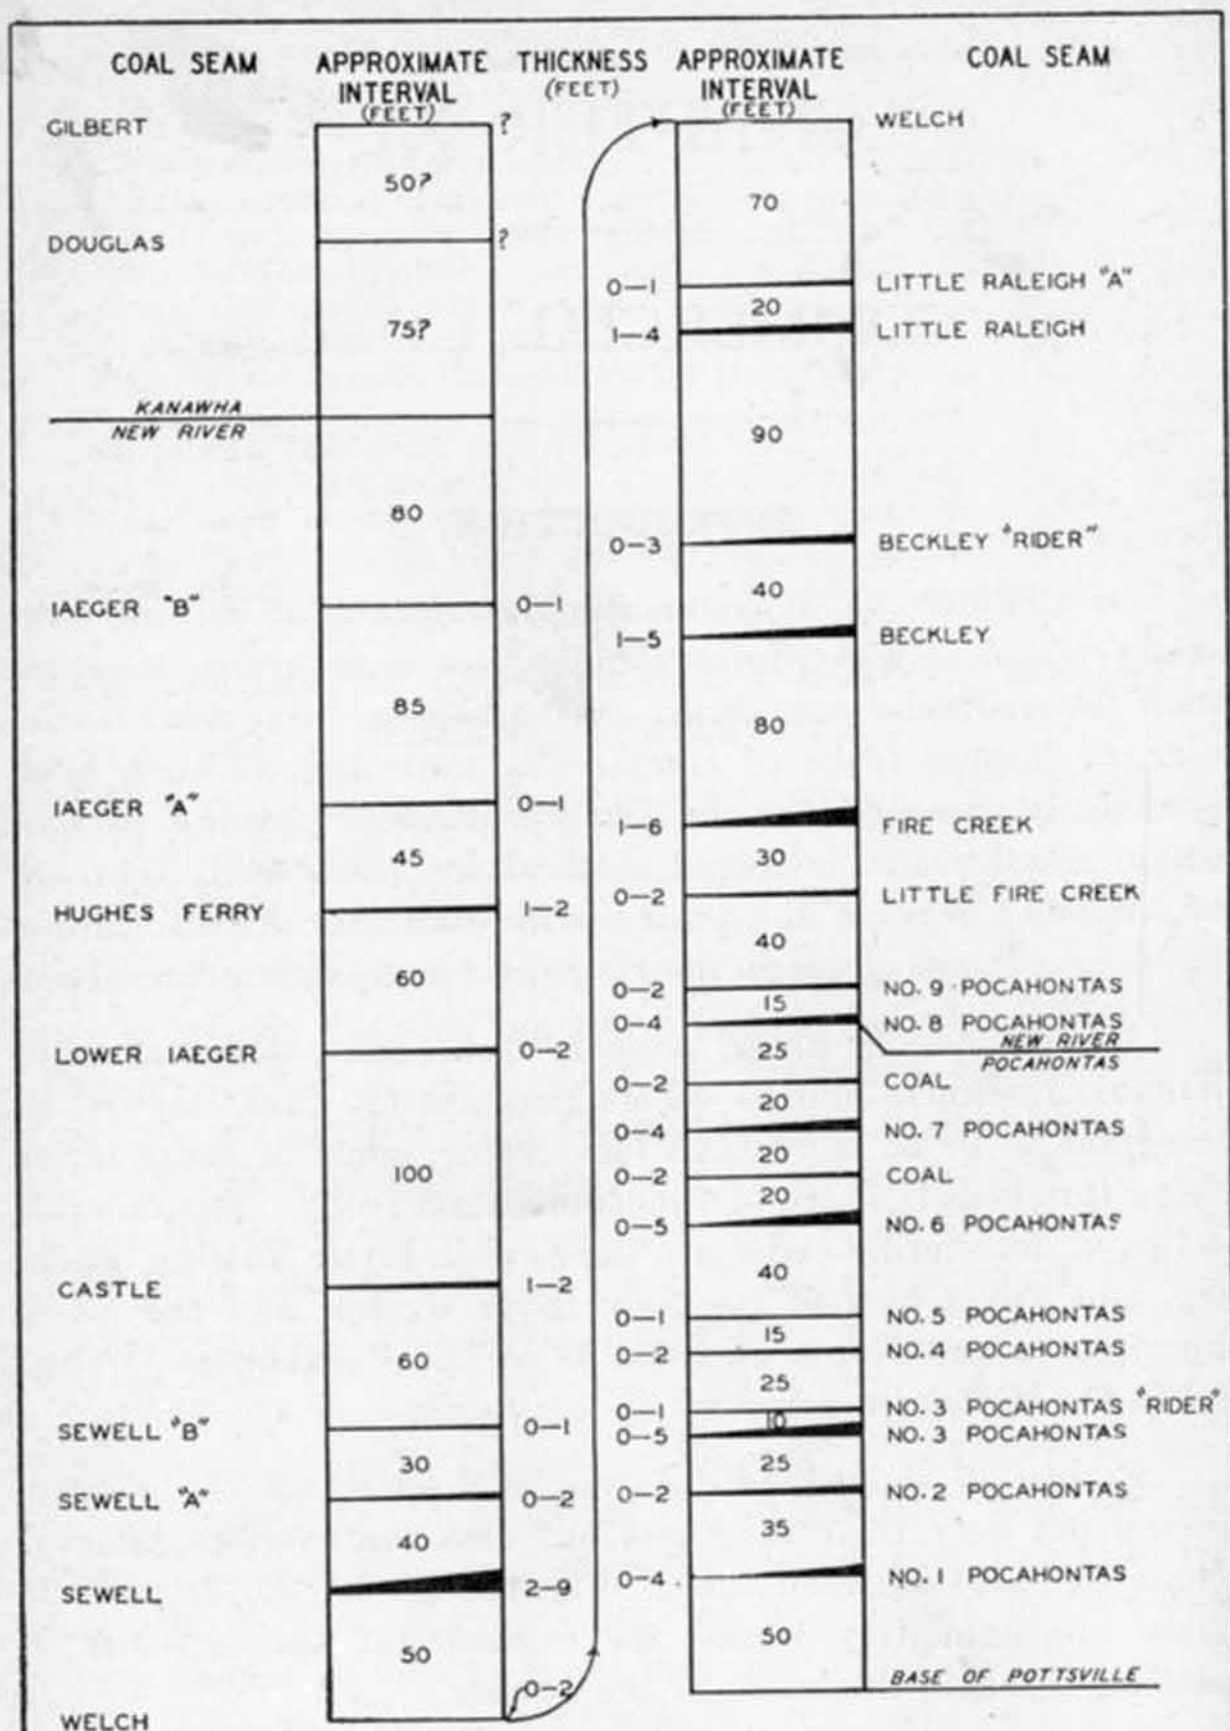 COAL SEAM APPROXIMATE INTERVAL (FEET) THICKNESS (FEET) APPROXIMATE INTERVAL (FEET) COAL SEAM
GILBERT ?
50?
DOUGLAS ?
75?
KANAWHA
NEW RIVER
80
IAEGER "B" 0-1
85
IAEGER "A" 0-1
45
HUGHES FERRY 1-2
60
LOWER IAEGER 0-2
100
CASTLE 1-2
60
SEWELL "B" 0-1
30
SEWELL "A" 0-2
40
SEWELL 2-9
50
0-2
WELCH
WELCH
70
0-1 LITTLE RALEIGH "A"
20
1-4 LITTLE RALEIGH
90
0-3 BECKLEY "RIDER"
40
1-5 BECKLEY
80
1-6 FIRE CREEK
30
0-2 LITTLE FIRE CREEK
40
0-2 NO. 9 POCAHONTAS
15
0-4 NO. 8 POCAHONTAS
NEW RIVER
25
POCAHONTAS
0-2 COAL
20
0-4 NO. 7 POCAHONTAS
20
0-2 COAL
20
0-5 NO. 6 POCAHONTAS
40
0-1 NO. 5 POCAHONTAS
15
0-2 NO. 4 POCAHONTAS
25
0-1 NO. 3 POCAHONTAS "RIDER"
10
0-5 NO. 3 POCAHONTAS
25
0-2 NO. 2 POCAHONTAS
35
0-4 NO. 1 POCAHONTAS
50
BASE OF POTTSVILLE